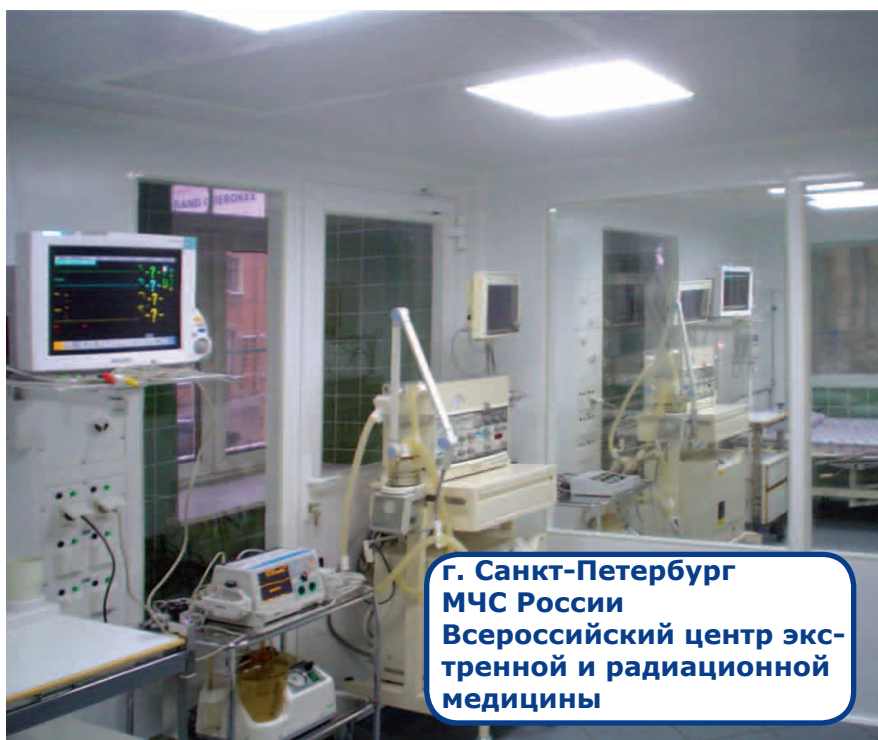 г. Санкт-Петербург
МЧС России
Всероссийский центр экс-
тренной и радиационной
медицины